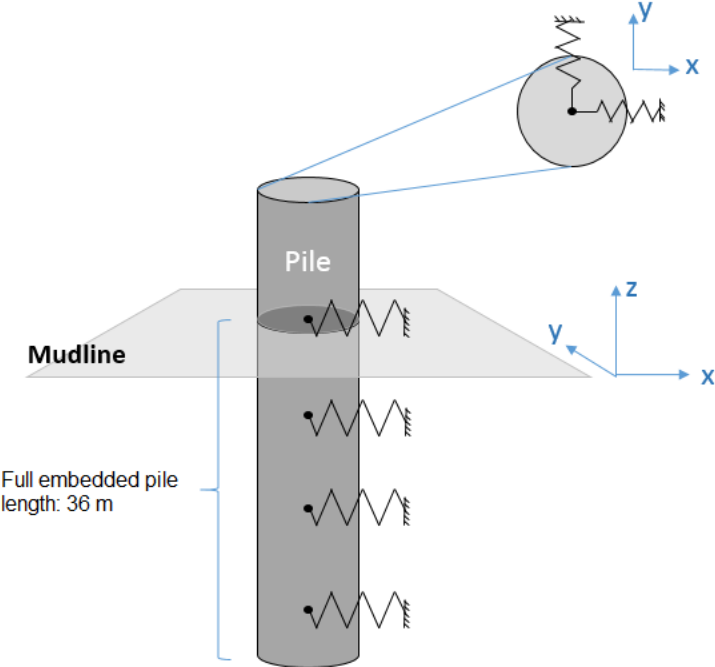 y
x
Pile
z
y
Mudline
x
Full embedded pile
length: 36 m